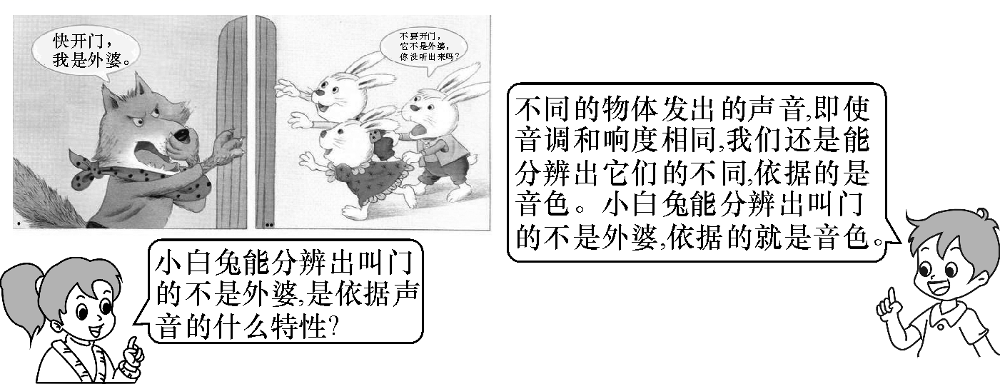 快开门，
我是外婆。
不要开门，
它不是外婆，
你没听出来吗？
小白兔能分辨出叫门
的不是外婆,是依据声
音的什么特性?
不同的物体发出的声音,即使
音调和响度相同,我们还是能
分辨出它们的不同,依据的是
音色。小白兔能分辨出叫门
的不是外婆,依据的就是音色。